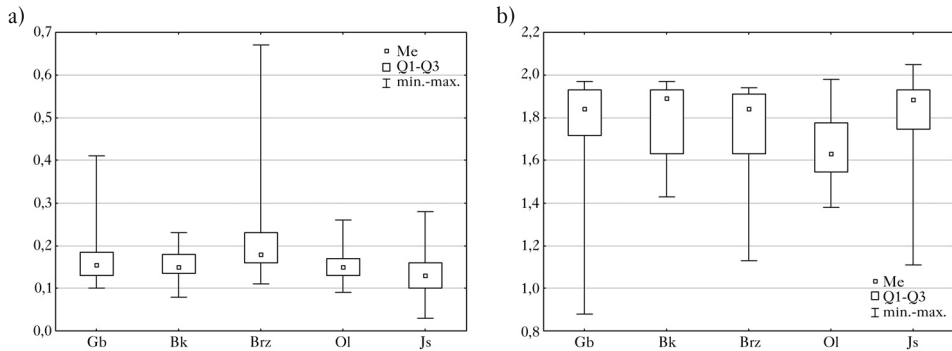 a)
0,7
0,6
0,5
0,4
0,3
0,2
0,1
0,0
Me
Q1-Q3
min.-max.
Gb Bk Brz Ol Js
b)
2,2
2,0
1,8
1,6
1,4
1,2
1,0
0,8
Me
Q1-Q3
min.-max.
Gb Bk Brz Ol Js